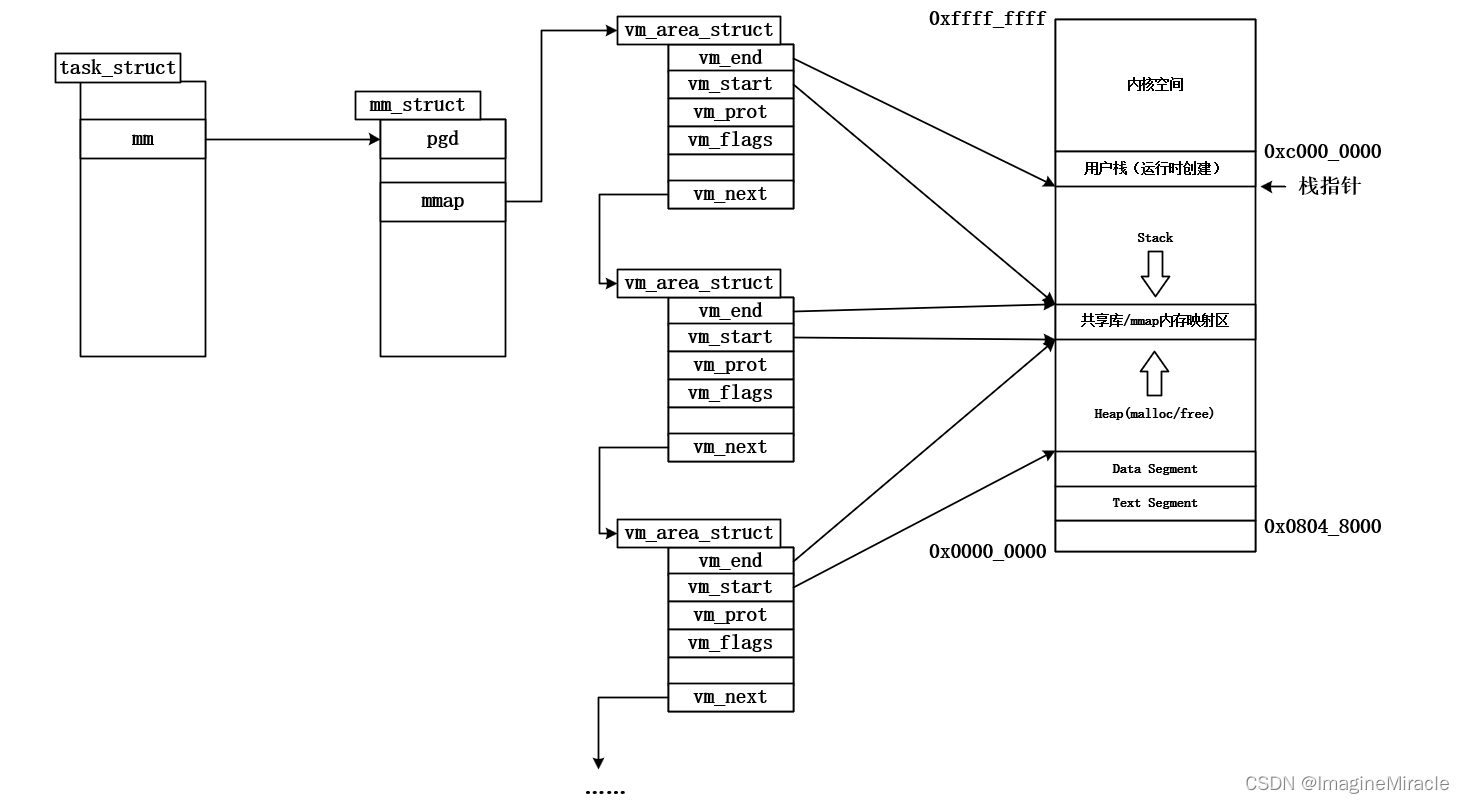 task_struct
mm
mm_struct
pgd
mmap
vm_area_struct
vm_end
vm_start
vm_prot
vm_flags
vm_next
vm_area_struct
vm_end
vm_start
vm_prot
vm_flags
vm_next
vm_area_struct
vm_end
vm_start
vm_prot
vm_flags
vm_next
……
0xffff_ffff
内核空间
0xc000_0000
用户栈（运行时创建）
栈指针
Stack
共享库/mmap内存映射区
Heap(malloc/free)
Data Segment
Text Segment
0x0804_8000
0x0000_0000
CSDN @ImagineMiracle